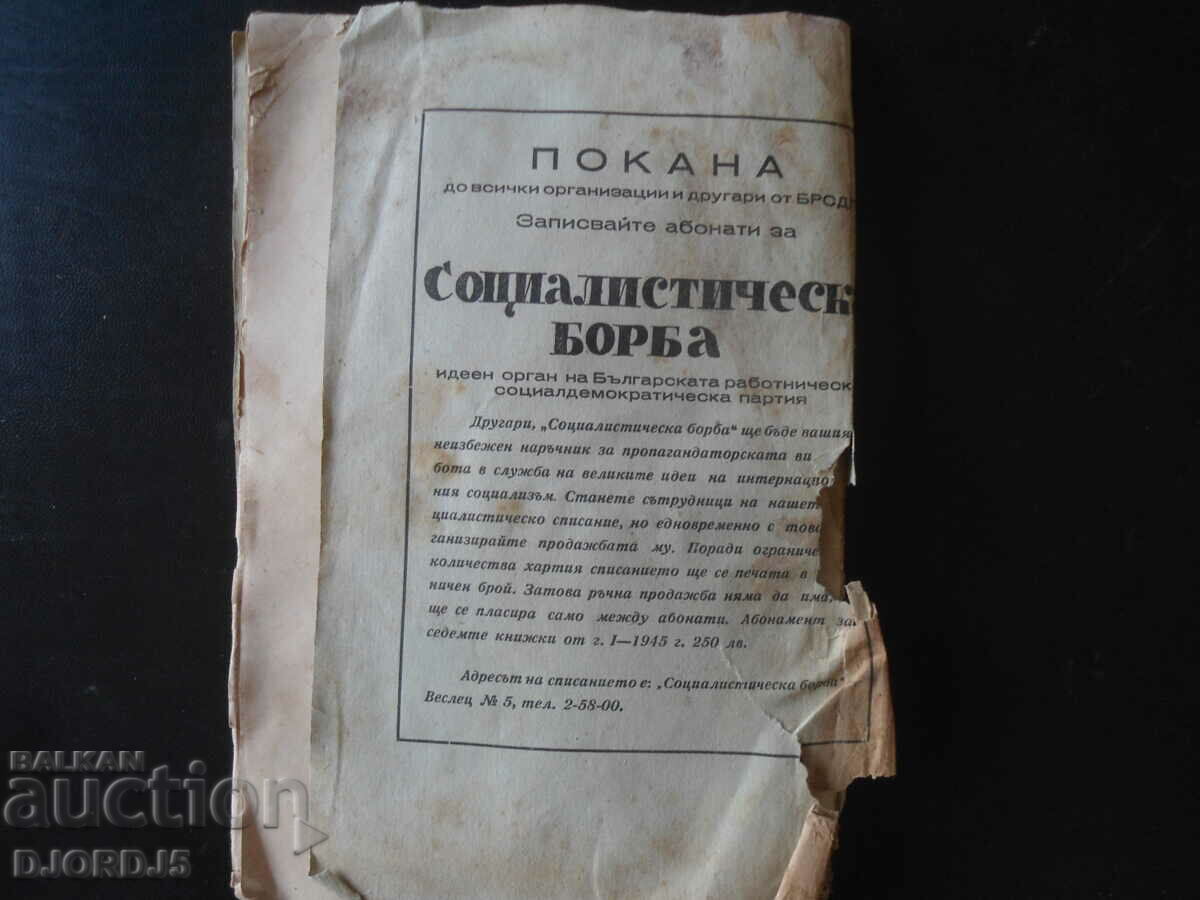 ПОКАНА
до всички организации и другари от
Записвайте абонати за
Социалистическ
БОРБА
идеен орган на Българската работническ
социалдемократическа партия
Другари, „Социалистическа борба“ ще бъде вашия
неизбежен наръчник за пропагандаторската ви
бота в служба на великите идеи на интернацио
ния социализъм. Станете сътрудници на нашет
циалистическо списание, но едновременно с това
ганизирайте продажбата му. Поради ограниче
количества хартия списанието ще се печата в
ничен брой. Затова ръчна продажба няма да има,
ще се пласира само между абонати. Абонамент за
седемте книжки от г. I—1945 г. 250 лв.
Адресът на списанието е: „Социалистическа борба“
Веслец № 5, тел. 2-58-00.
BALKAN
auction
DJORDJ5